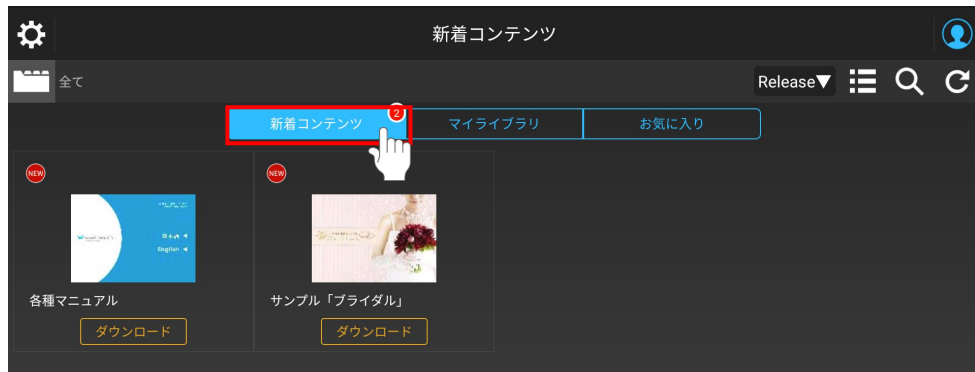 新着コンテンツ
全て
Release▼
新着コンテンツ
2
マイライブラリ
お気に入り
NEW
NEW
日本語 ◀
English ◀
各種マニュアル
サンプル「ブライダル」
ダウンロード
ダウンロード